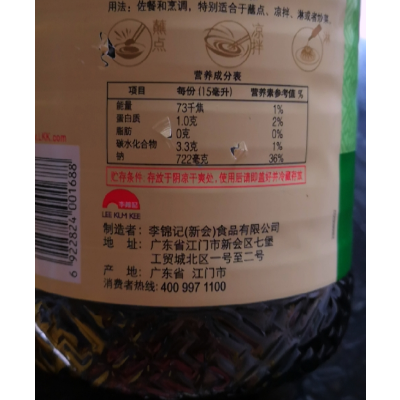 用法: 佐餐和烹调, 特别适合于蘸点、凉拌、淋或者炒菜.
蘸点
凉拌
营养成分表
项目 每份 (15毫升) 营养素参考值 %
能量 73千焦 1%
蛋白质 1.0克 2%
脂肪 0克 0%
碳水化合物 3.3克 1%
钠 722毫克 36%
贮存条件: 存放于阴凉干爽处, 使用后请即盖好并冷藏存放
李锦记
LEE KUM KEE
制造者: 李锦记(新会)食品有限公司
地 址: 广东省江门市新会区七堡
工贸城北区一号至二号
产 地: 广东省 江门市
消费者热线: 400 997 1100
6 922824 001688